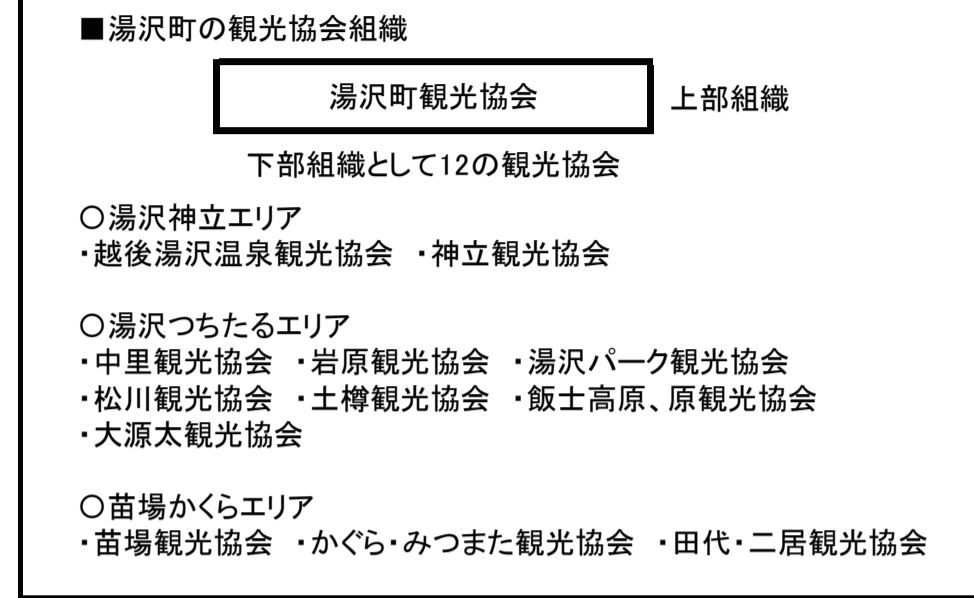 ■湯沢町の観光協会組織
湯沢町観光協会　上部組織
下部組織として12の観光協会
○湯沢神立エリア
・越後湯沢温泉観光協会　・神立観光協会
○湯沢つちたるエリア
・中里観光協会　・岩原観光協会　・湯沢パーク観光協会
・松川観光協会　・土樽観光協会　・飯士高原、原観光協会
・大源太観光協会
○苗場かくらエリア
・苗場観光協会　・かぐら・みつまた観光協会　・田代・二居観光協会